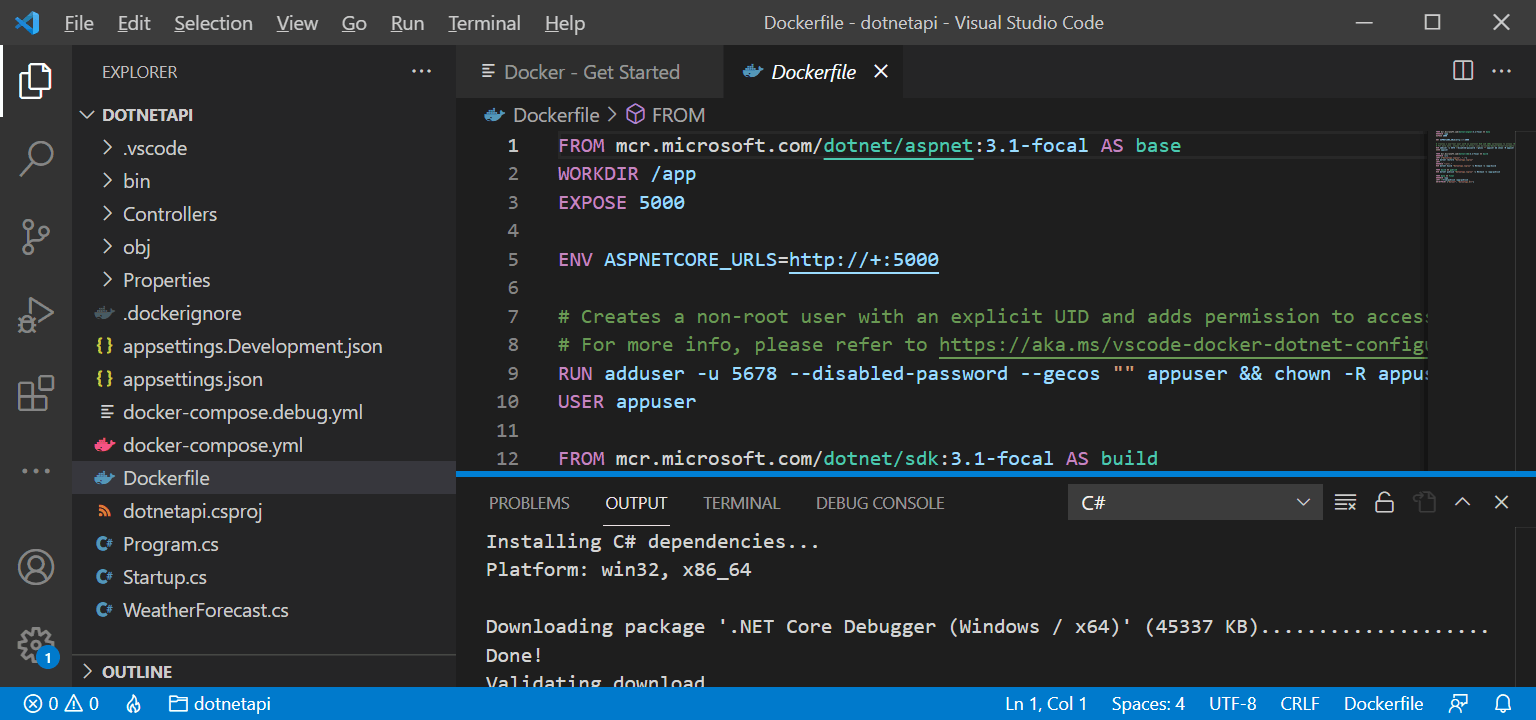 File Edit Selection View Go Run Terminal Help Dockerfile - dotnetapi - Visual Studio Code
EXPLORER
DOTNETAPI
.vscode
bin
Controllers
obj
Properties
.dockerignore
appsettings.Development.json
appsettings.json
docker-compose.debug.yml
docker-compose.yml
Dockerfile
dotnetapi.csproj
Program.cs
Startup.cs
WeatherForecast.cs
OUTLINE
1
Docker - Get Started Dockerfile
Dockerfile > FROM
1 FROM mcr.microsoft.com/dotnet/aspnet:3.1-focal AS base
2 WORKDIR /app
3 EXPOSE 5000
4
5 ENV ASPNETCORE_URLS=http://+:5000
6
7 # Creates a non-root user with an explicit UID and adds permission to acces
8 # For more info, please refer to https://aka.ms/vscode-docker-dotnet-config
9 RUN adduser -u 5678 --disabled-password --gecos "" appuser && chown -R appus
10 USER appuser
11
12 FROM mcr.microsoft.com/dotnet/sdk:3.1-focal AS build
PROBLEMS OUTPUT TERMINAL DEBUG CONSOLE C#
Installing C# dependencies...
Platform: win32, x86_64
Downloading package '.NET Core Debugger (Windows / x64)' (45337 KB)....................
Done!
Validating download
0 0 dotnetapi Ln 1, Col 1 Spaces: 4 UTF-8 CRLF Dockerfile